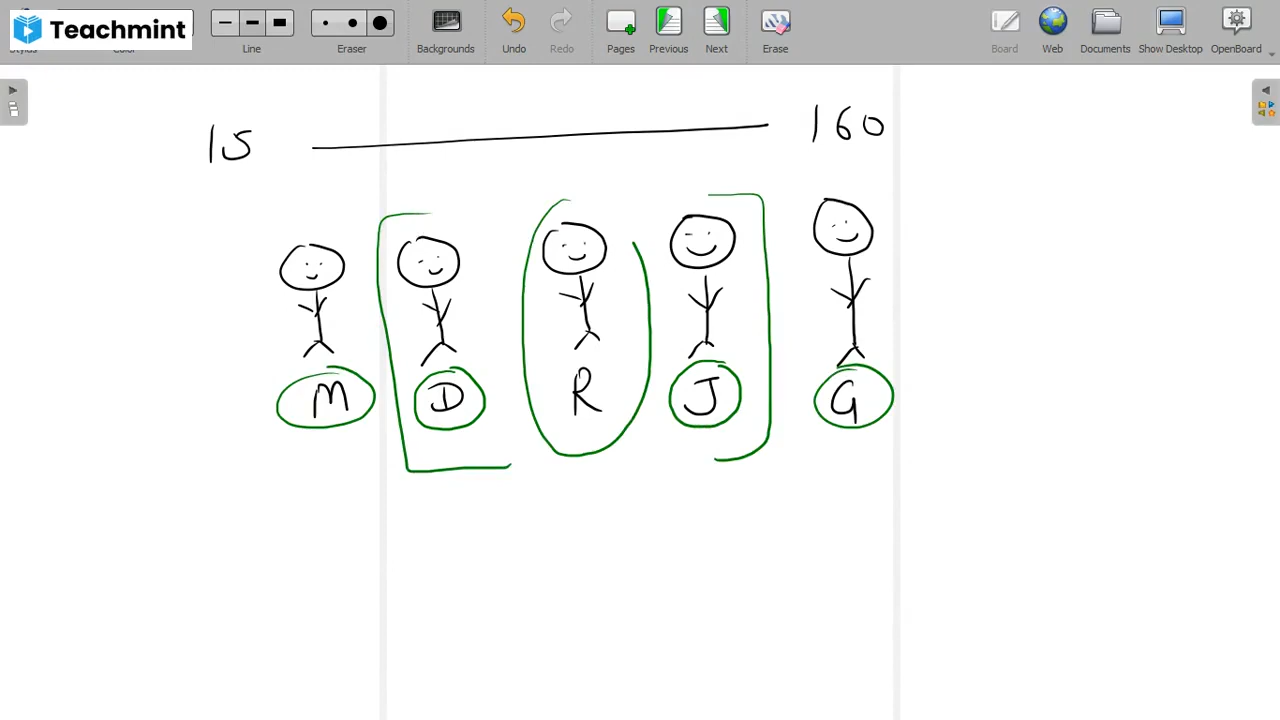 Teachmint
Line Eraser Backgrounds Undo Redo Pages Previous Next Erase Board Web Documents Show Desktop OpenBoard
15 160
M D R J G